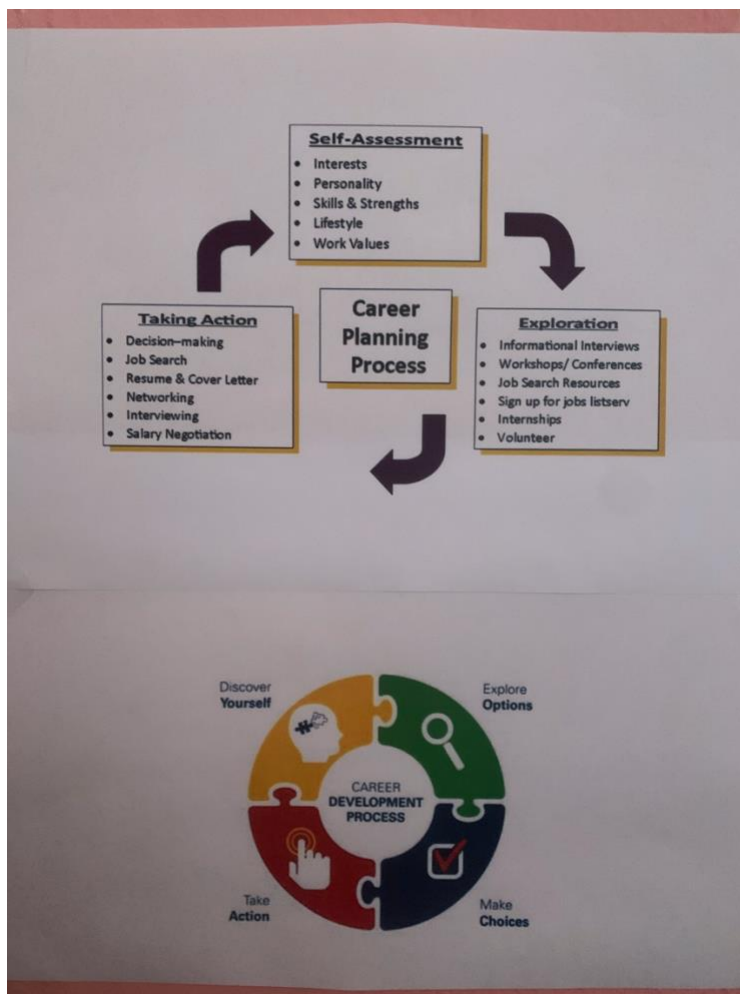 Self-Assessment
• Interests
• Personality
• Skills & Strengths
• Lifestyle
• Work Values
Career
Planning
Process
Exploration
• Informational Interviews
• Workshops/ Conferences
• Job Search Resources
• Sign up for jobs listserv
• Internships
• Volunteer
Taking Action
• Decision–making
• Job Search
• Resume & Cover Letter
• Networking
• Interviewing
• Salary Negotiation
Discover
Yourself
Explore
Options
CAREER
DEVELOPMENT
PROCESS
Take
Action
Make
Choices